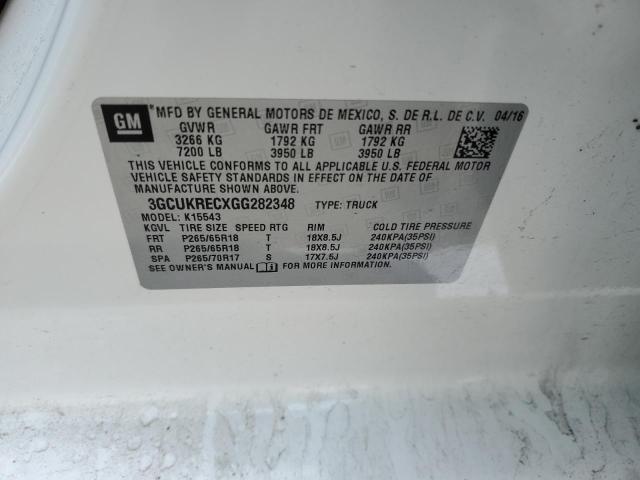 GM *MFD BY GENERAL MOTORS DE MEXICO, S. DE R.L. DE C.V. 04/16
GVWR GAWR FRT GAWR RR
3266 KG 1792 KG 1792 KG
7200 LB 3950 LB 3950 LB
THIS VEHICLE CONFORMS TO ALL APPLICABLE U.S. FEDERAL MOTOR
VEHICLE SAFETY STANDARDS IN EFFECT ON THE DATE OF
MANUFACTURE SHOWN ABOVE.
3GCUKRECXGG282348 TYPE: TRUCK
MODEL: K15543
KGVL TIRE SIZE SPEED RTG RIM COLD TIRE PRESSURE
FRT P265/65R18 T 18X8.5J 240KPA(35PSI)
RR P265/65R18 T 18X8.5J 240KPA(35PSI)
SPA P265/70R17 S 17X7.5J 240KPA(35PSI)
SEE OWNER'S MANUAL FOR MORE INFORMATION.